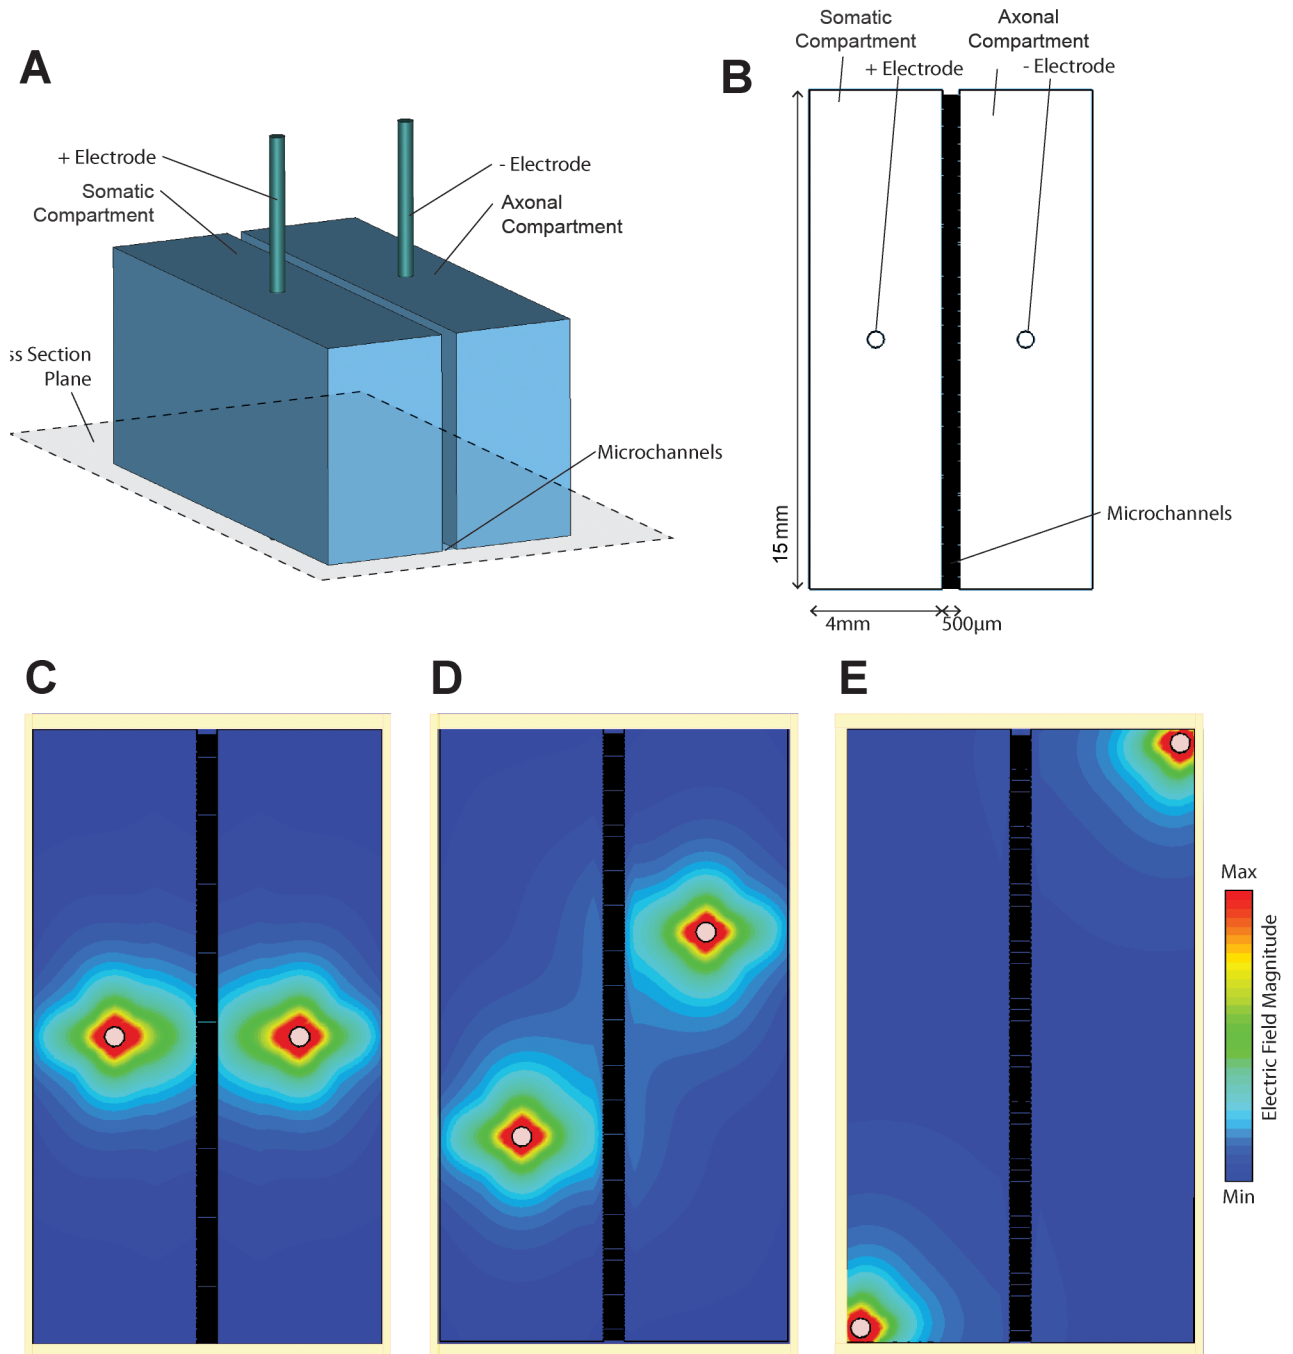 A
+ Electrode
Somatic
Compartment
- Electrode
Axonal
Compartment
ss Section
Plane
Microchannels
B
Somatic
Compartment
Axonal
Compartment
+ Electrode
- Electrode
15 mm
Microchannels
4mm
500µm
C
D
E
Max
Electric Field Magnitude
Min